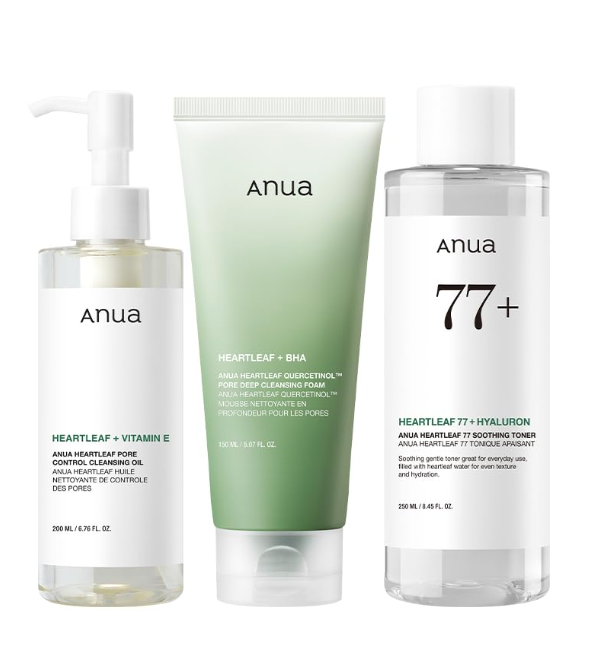 Anua
HEARTLEAF + VITAMIN E
ANUA HEARTLEAF PORE
CONTROL CLEANSING OIL
ANUA HEARTLEAF HUILE
NETTOYANTE DE CONTROLE
DES PORES
200 ML / 6.76 FL. OZ.
Anua
HEARTLEAF + BHA
ANUA HEARTLEAF QUERCETINOL™
PORE DEEP CLEANSING FOAM
ANUA HEARTLEAF QUERCETINOL™
MOUSSE NETTOYANTE EN
PROFONDEUR POUR LES PORES
150 ML / 5.07 FL. OZ.
Anua
77+
HEARTLEAF 77 + HYALURON
ANUA HEARTLEAF 77 SOOTHING TONER
ANUA HEARTLEAF 77 TONIQUE APAISANT
Soothing gentle toner great for everyday use,
filled with heartleaf water for even texture
and hydration.
250 ML / 8.45 FL. OZ.